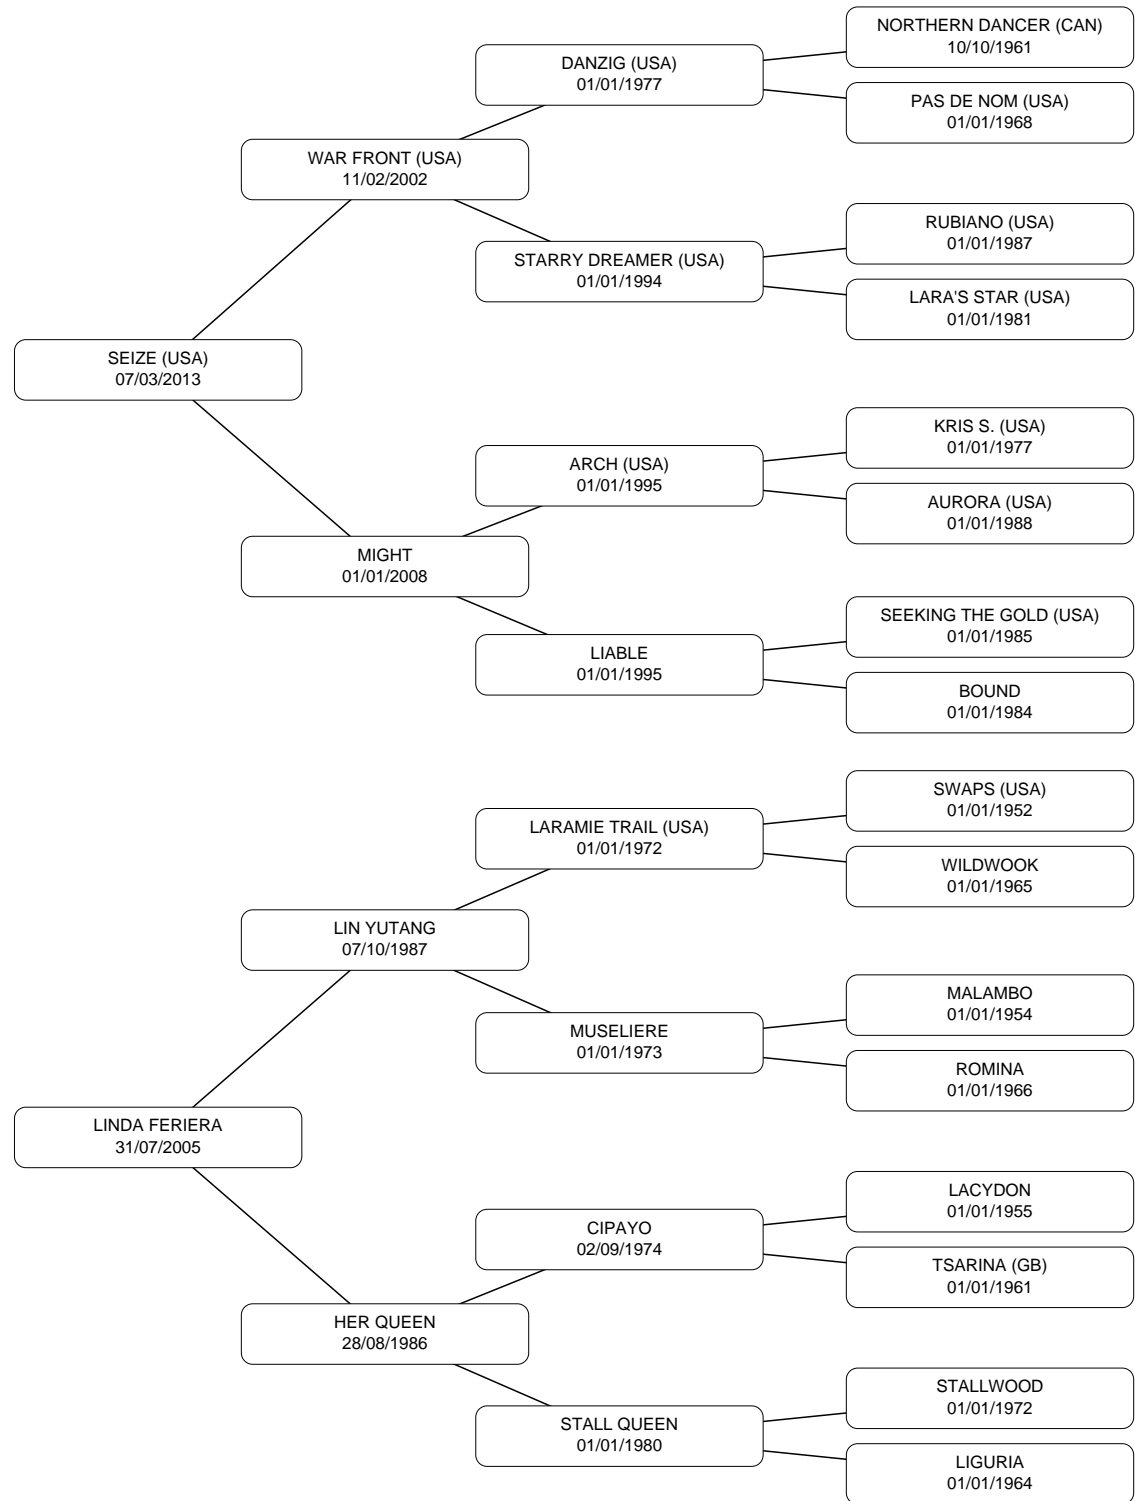 NORTHERN DANCER (CAN)
10/10/1961
DANZIG (USA)
01/01/1977
PAS DE NOM (USA)
01/01/1968
WAR FRONT (USA)
11/02/2002
RUBIANO (USA)
01/01/1987
STARRY DREAMER (USA)
01/01/1994
LARA'S STAR (USA)
01/01/1981
SEIZE (USA)
07/03/2013
KRIS S. (USA)
01/01/1977
ARCH (USA)
01/01/1995
AURORA (USA)
01/01/1988
MIGHT
01/01/2008
SEEKING THE GOLD (USA)
01/01/1985
LIABLE
01/01/1995
BOUND
01/01/1984
SWAPS (USA)
01/01/1952
LARAMIE TRAIL (USA)
01/01/1972
WILDWOOK
01/01/1965
LIN YUTANG
07/10/1987
MALAMBO
01/01/1954
MUSELIERE
01/01/1973
ROMINA
01/01/1966
LINDA FERIERA
31/07/2005
LACYDON
01/01/1955
CIPAYO
02/09/1974
TSARINA (GB)
01/01/1961
HER QUEEN
28/08/1986
STALLWOOD
01/01/1972
STALL QUEEN
01/01/1980
LIGURIA
01/01/1964